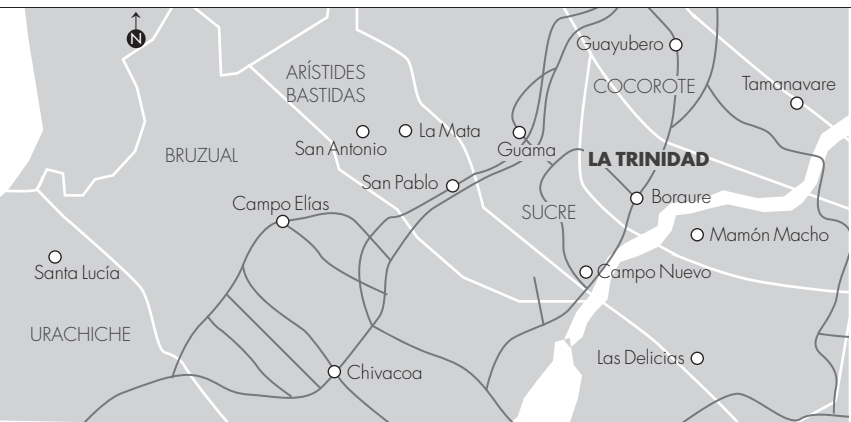 N
Guayubero
ARÍSTIDES
BASTIDAS
COCOROTE
Tamanavare
La Mata
San Antonio
Guama
BRUZUAL
LA TRINIDAD
San Pablo
Campo Elías
SUCRE
Boraure
Mamón Macho
Santa Lucía
Campo Nuevo
URACHICHE
Las Delicias
Chivacoa